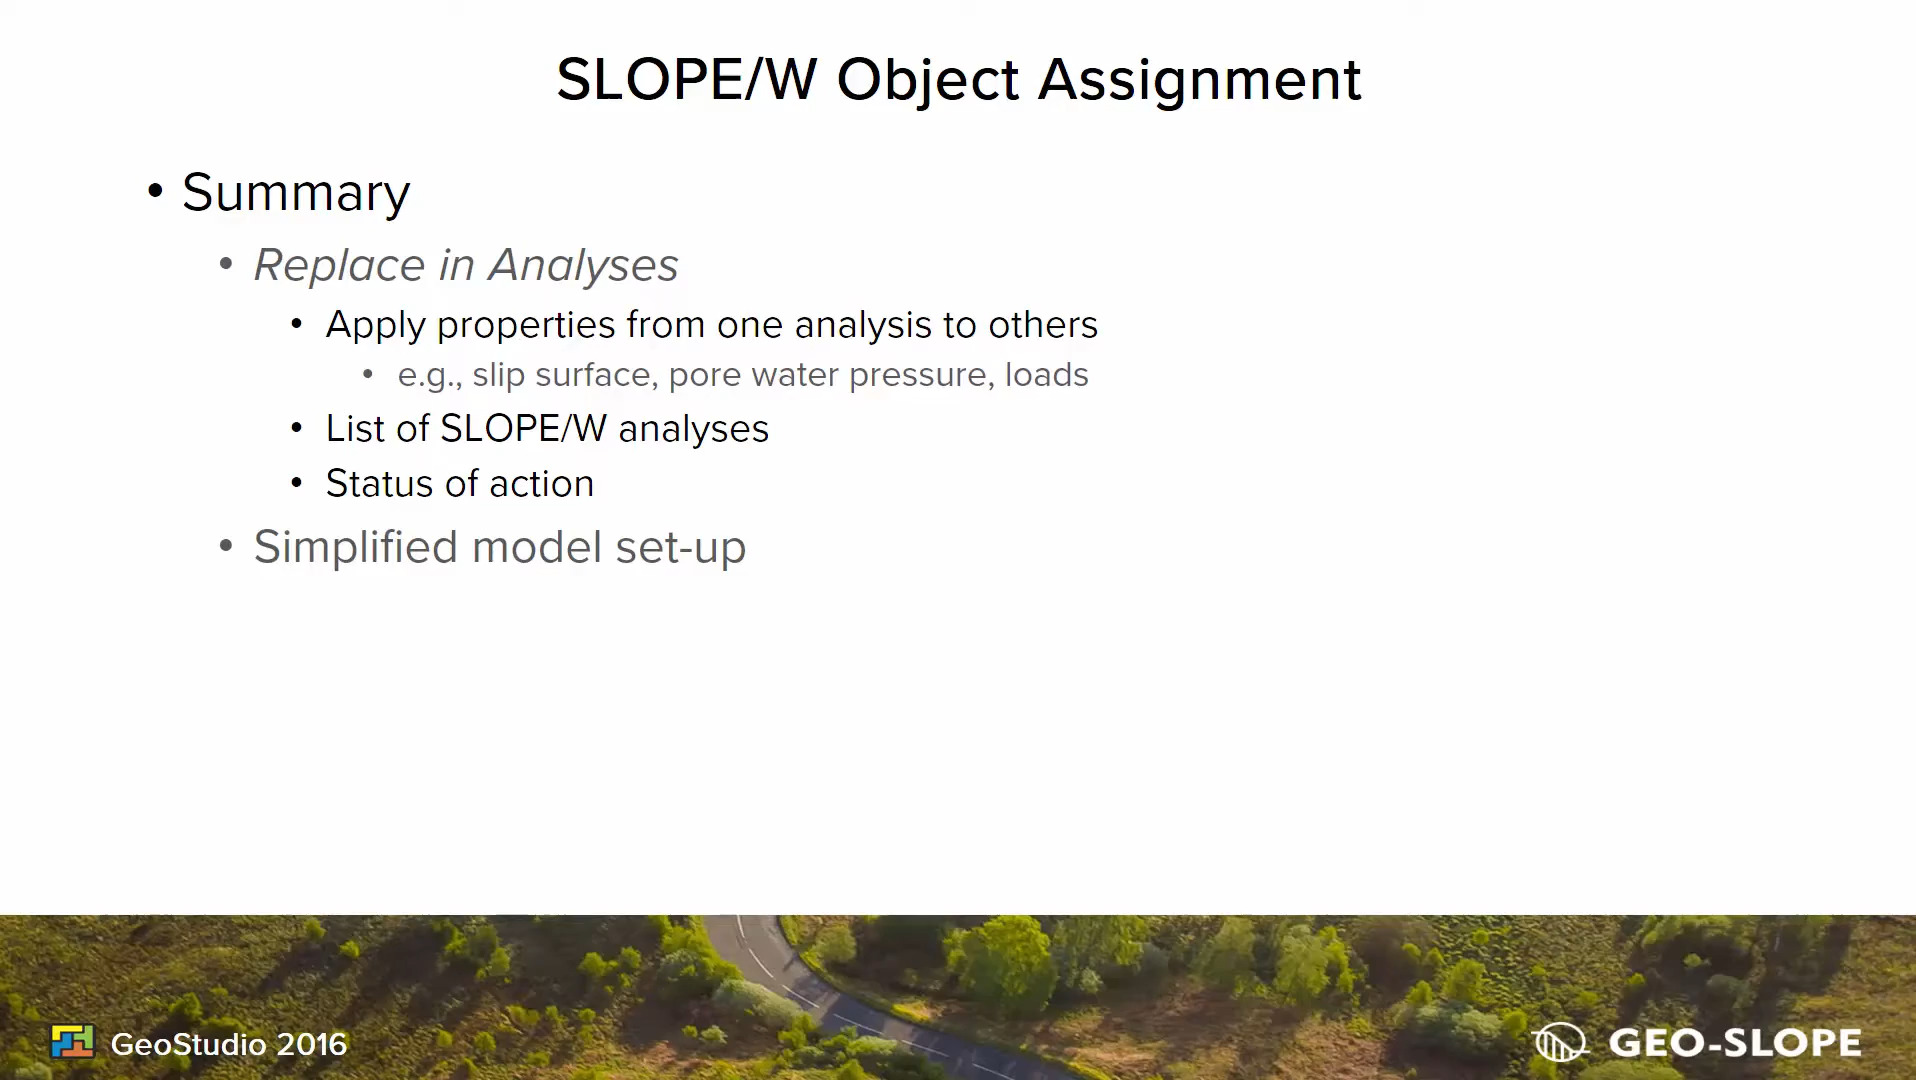 SLOPE/W Object Assignment
• Summary
• Replace in Analyses
• Apply properties from one analysis to others
• e.g., slip surface, pore water pressure, loads
• List of SLOPE/W analyses
• Status of action
• Simplified model set-up
GeoStudio 2016
GEO-SLOPE